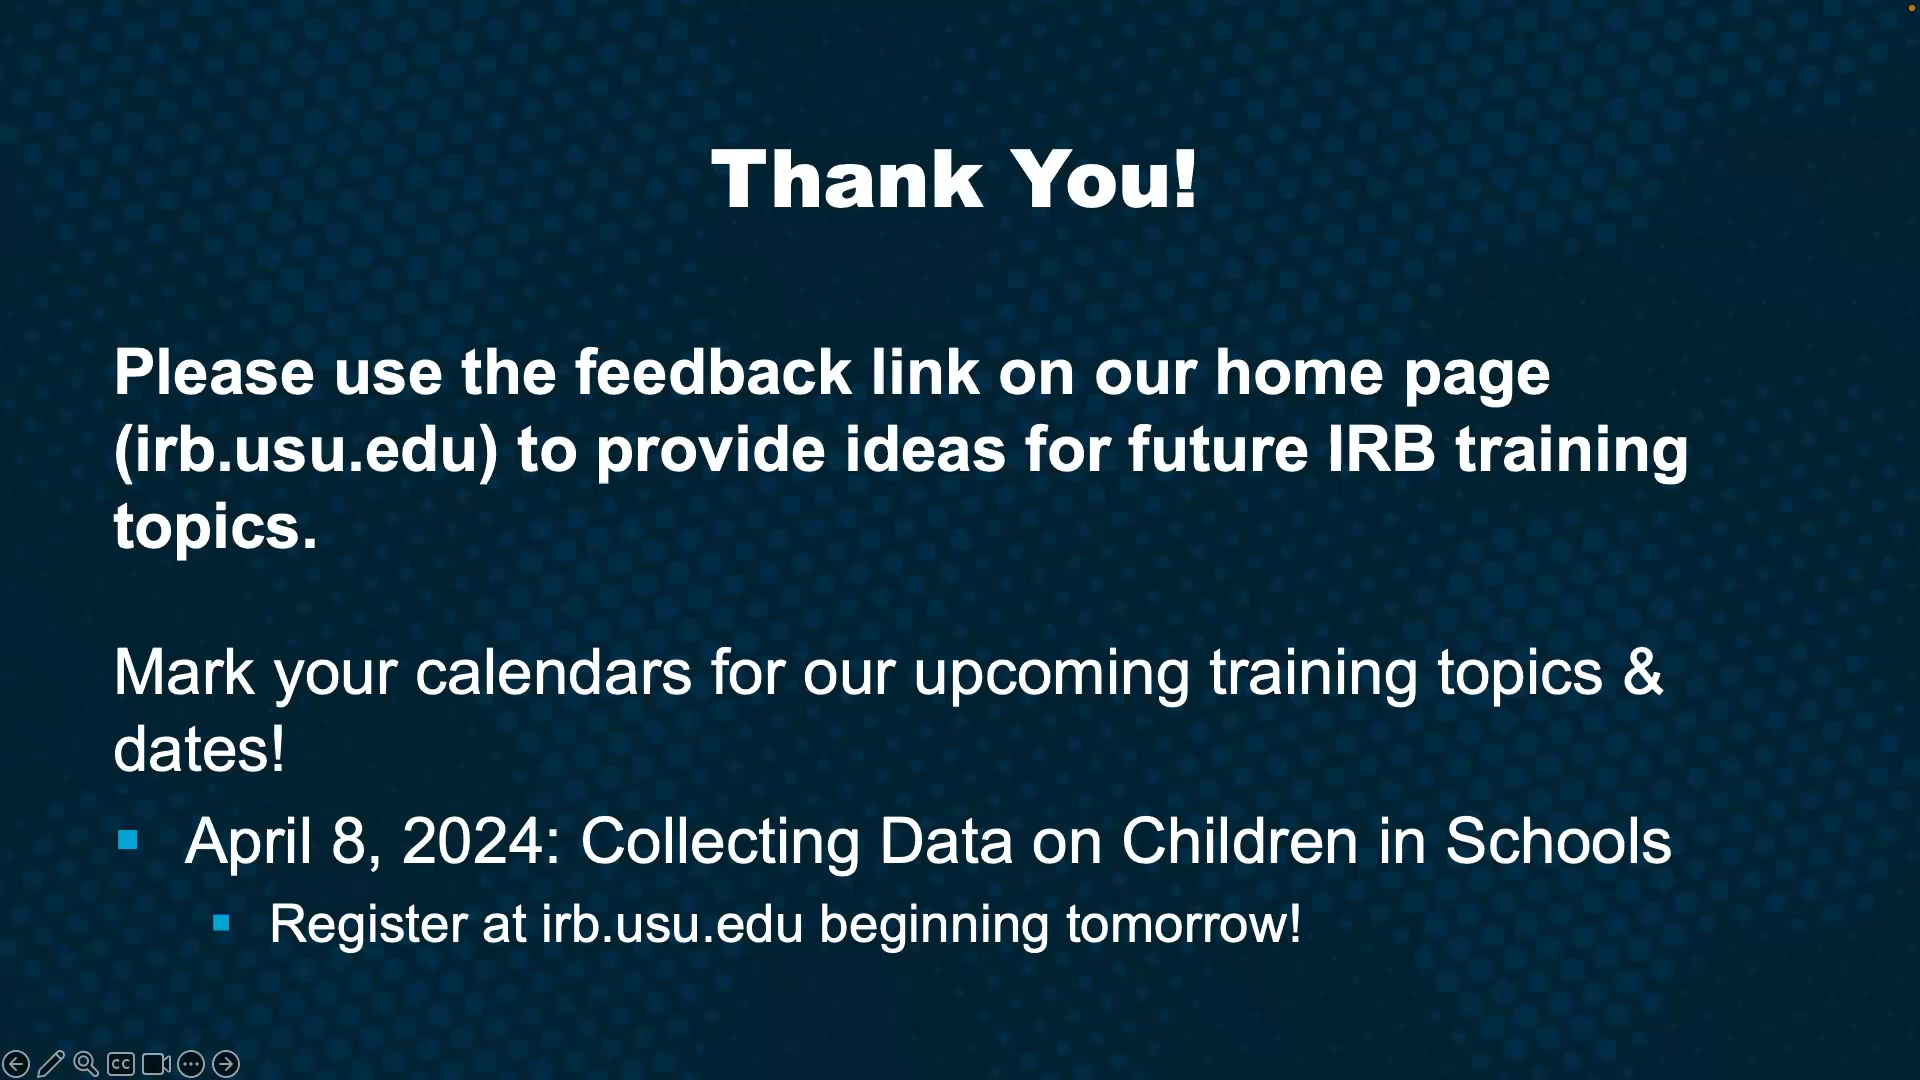 Thank You!
Please use the feedback link on our home page
(irb.usu.edu) to provide ideas for future IRB training
topics.
Mark your calendars for our upcoming training topics &
dates!
April 8, 2024: Collecting Data on Children in Schools
Register at irb.usu.edu beginning tomorrow!
CC